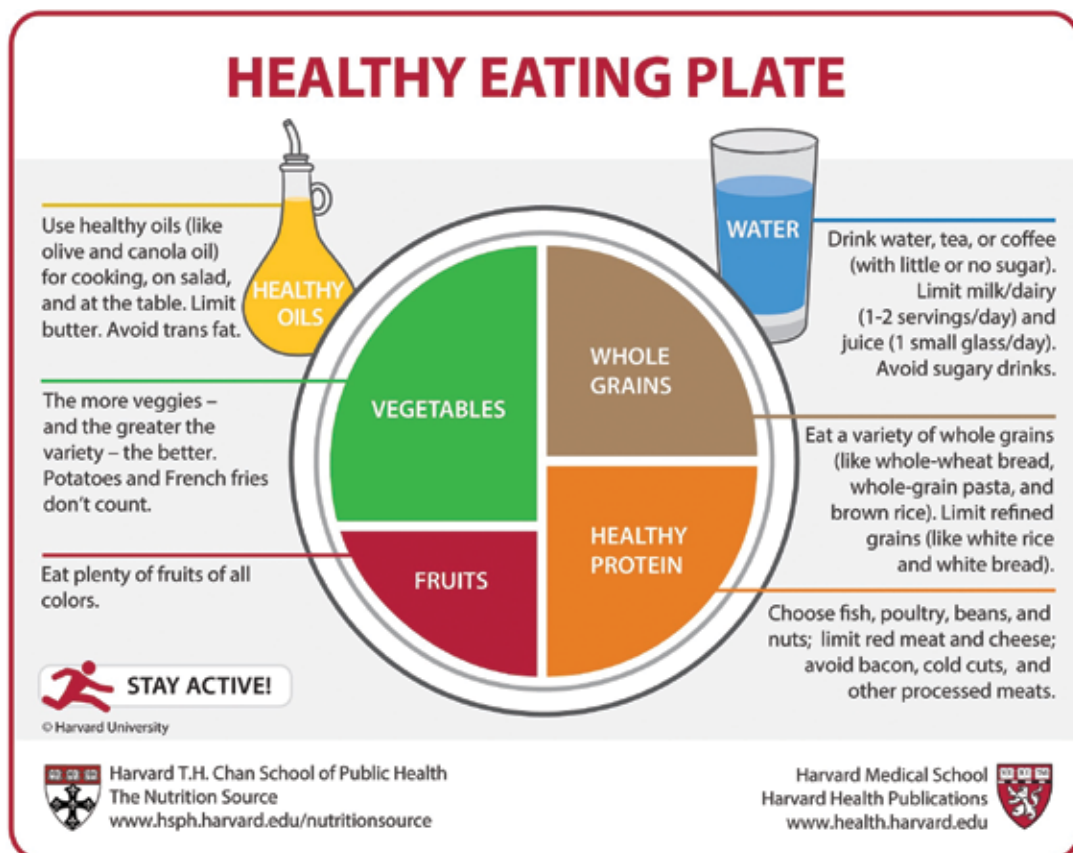 HEALTHY EATING PLATE
Use healthy oils (like
olive and canola oil)
for cooking, on salad,
and at the table. Limit
butter. Avoid trans fat.
HEALTHY
OILS
WATER
Drink water, tea, or coffee
(with little or no sugar).
Limit milk/dairy
(1-2 servings/day) and
juice (1 small glass/day).
Avoid sugary drinks.
The more veggies –
and the greater the
variety – the better.
Potatoes and French fries
don’t count.
VEGETABLES
WHOLE
GRAINS
Eat a variety of whole grains
(like whole-wheat bread,
whole-grain pasta, and
brown rice). Limit refined
grains (like white rice
and white bread).
Eat plenty of fruits of all
colors.
FRUITS
HEALTHY
PROTEIN
Choose fish, poultry, beans, and
nuts; limit red meat and cheese;
avoid bacon, cold cuts, and
other processed meats.
STAY ACTIVE!
© Harvard University
Harvard T.H. Chan School of Public Health
The Nutrition Source
www.hsph.harvard.edu/nutritionsource
Harvard Medical School
Harvard Health Publications
www.health.harvard.edu